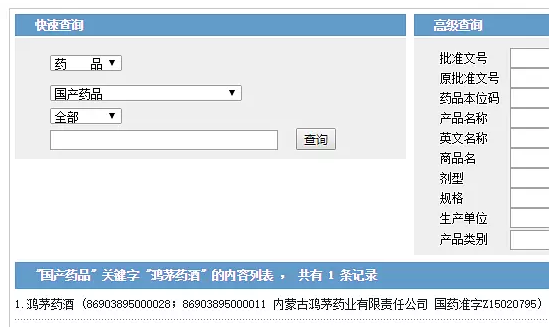 快速查询
药 品
国产药品
全部
查询
高级查询
批准文号
原批准文号
药品本位码
产品名称
英文名称
商品名
剂型
规格
生产单位
产品类别
"国产药品"关键字 "鸿茅药酒"的内容列表 ， 共有 1 条记录
1.鸿茅药酒 (86903895000028；86903895000011 内蒙古鸿茅药业有限责任公司 国药准字Z15020795)